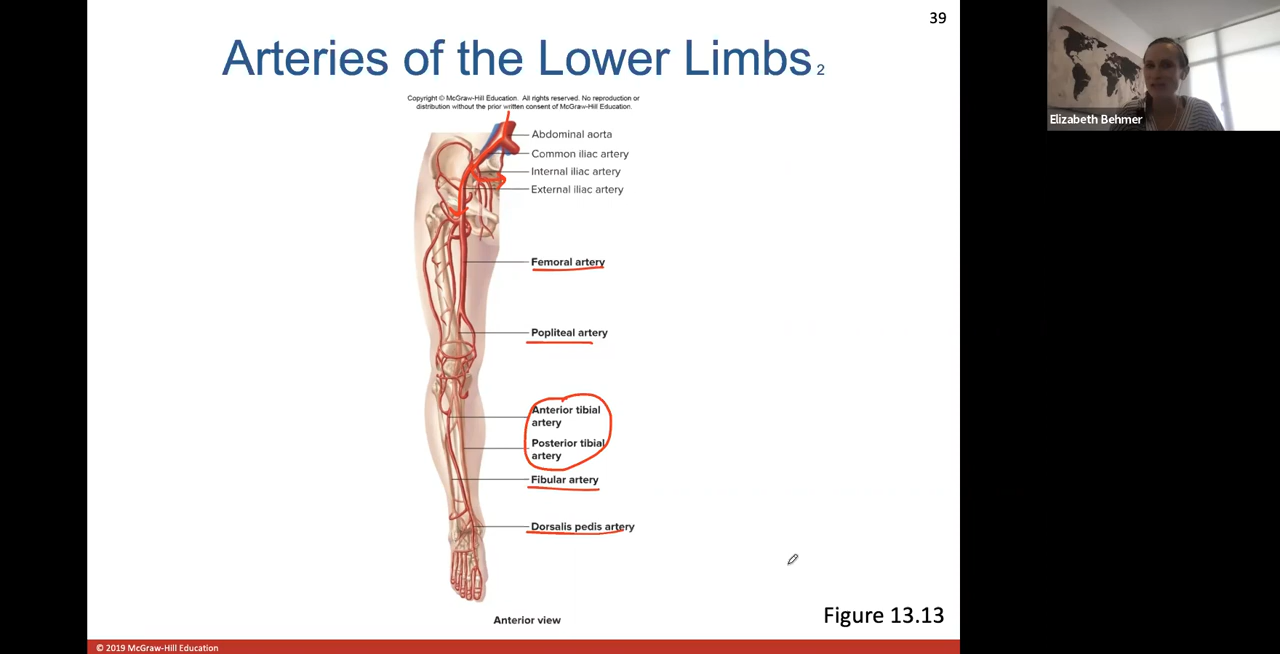 39
Arteries of the Lower Limbs 2
Copyright © McGraw-Hill Education. All rights reserved. No reproduction or
distribution without the prior written consent of McGraw-Hill Education.
Abdominal aorta
Common iliac artery
Internal iliac artery
External iliac artery
Femoral artery
Popliteal artery
Anterior tibial
artery
Posterior tibial
artery
Fibular artery
Dorsalis pedis artery
Anterior view
Figure 13.13
© 2019 McGraw-Hill Education
Elizabeth Behmer